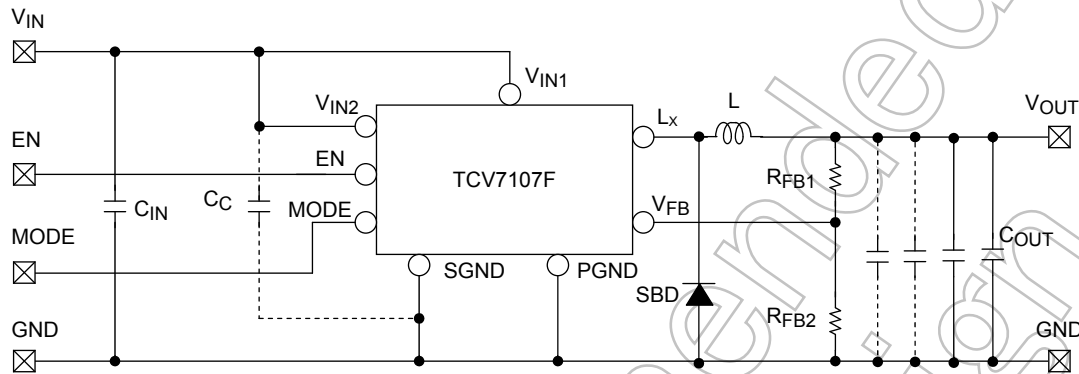 VIN
VIN1
VIN2
LX
L
VOUT
EN
EN
TCV7107F
RFB1
CIN
CC
MODE
VFB
MODE
COUT
SGND
PGND
SBD
RFB2
GND
GND